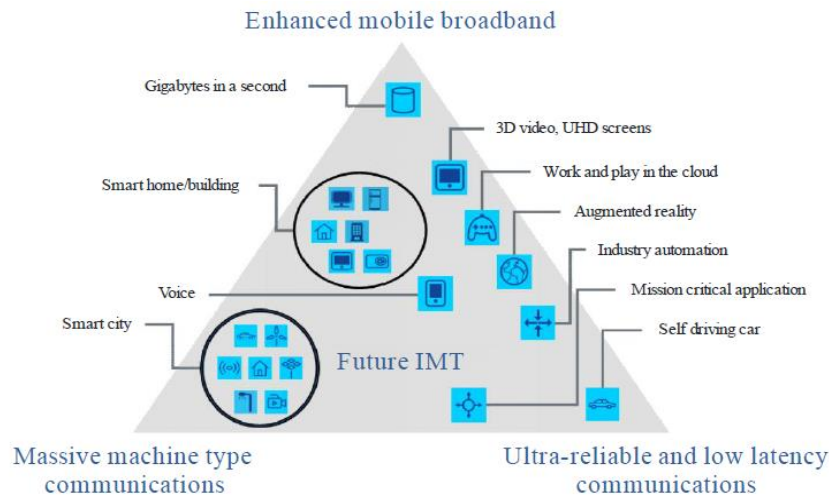 Enhanced mobile broadband
Gigabytes in a second
3D video, UHD screens
Smart home/building
Work and play in the cloud
Augmented reality
Industry automation
Voice
Mission critical application
Smart city
Self driving car
Future IMT
Massive machine type
communications
Ultra-reliable and low latency
communications